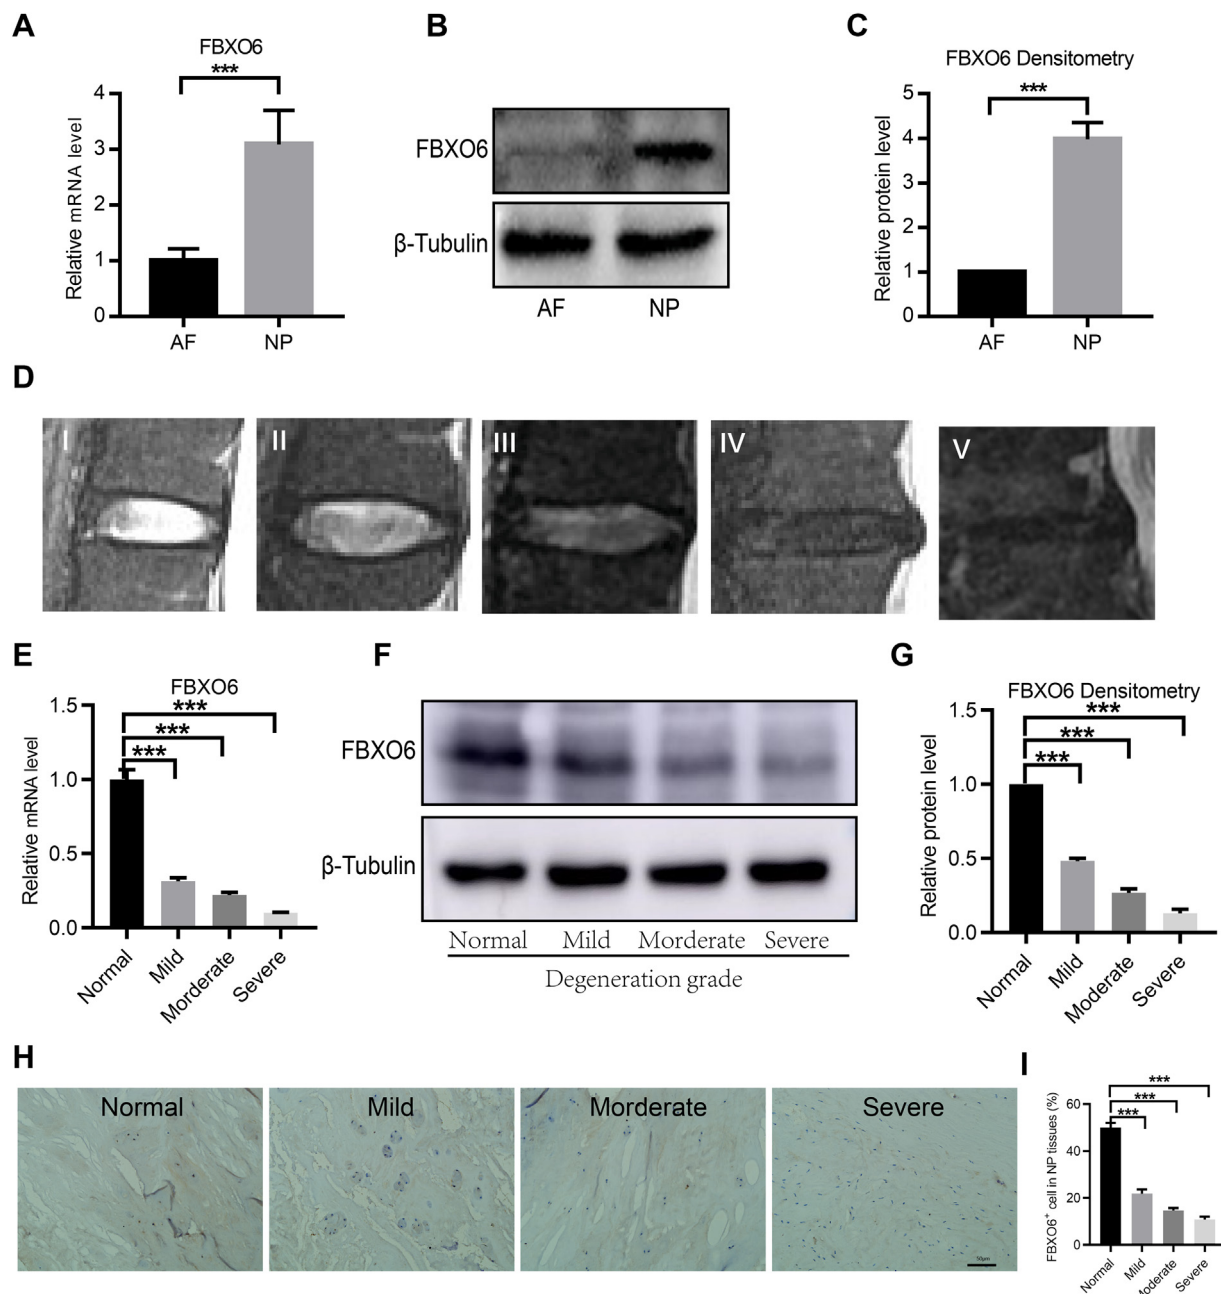 A
FBXO6
***
Relative mRNA level
4
3
2
1
0
AF
NP
B
FBXO6
β-Tubulin
AF
NP
C
FBXO6 Densitometry
***
Relative protein level
5
4
3
2
1
0
AF
NP
D
I
II
III
IV
V
E
FBXO6
***
***
***
Relative mRNA level
1.5
1.0
0.5
0.0
Normal
Mild
Morderate
Severe
F
FBXO6
β-Tubulin
Normal Mild Morderate Severe
Degeneration grade
G
FBXO6 Densitometry
***
***
***
Relative protein level
1.5
1.0
0.5
0.0
Normal
Mild
Moderate
Severe
H
Normal
Mild
Morderate
Severe
50μm
I
***
***
***
FBXO6+ cell in NP tissues (%)
60
40
20
0
Normal
Mild
Moderate
Severe